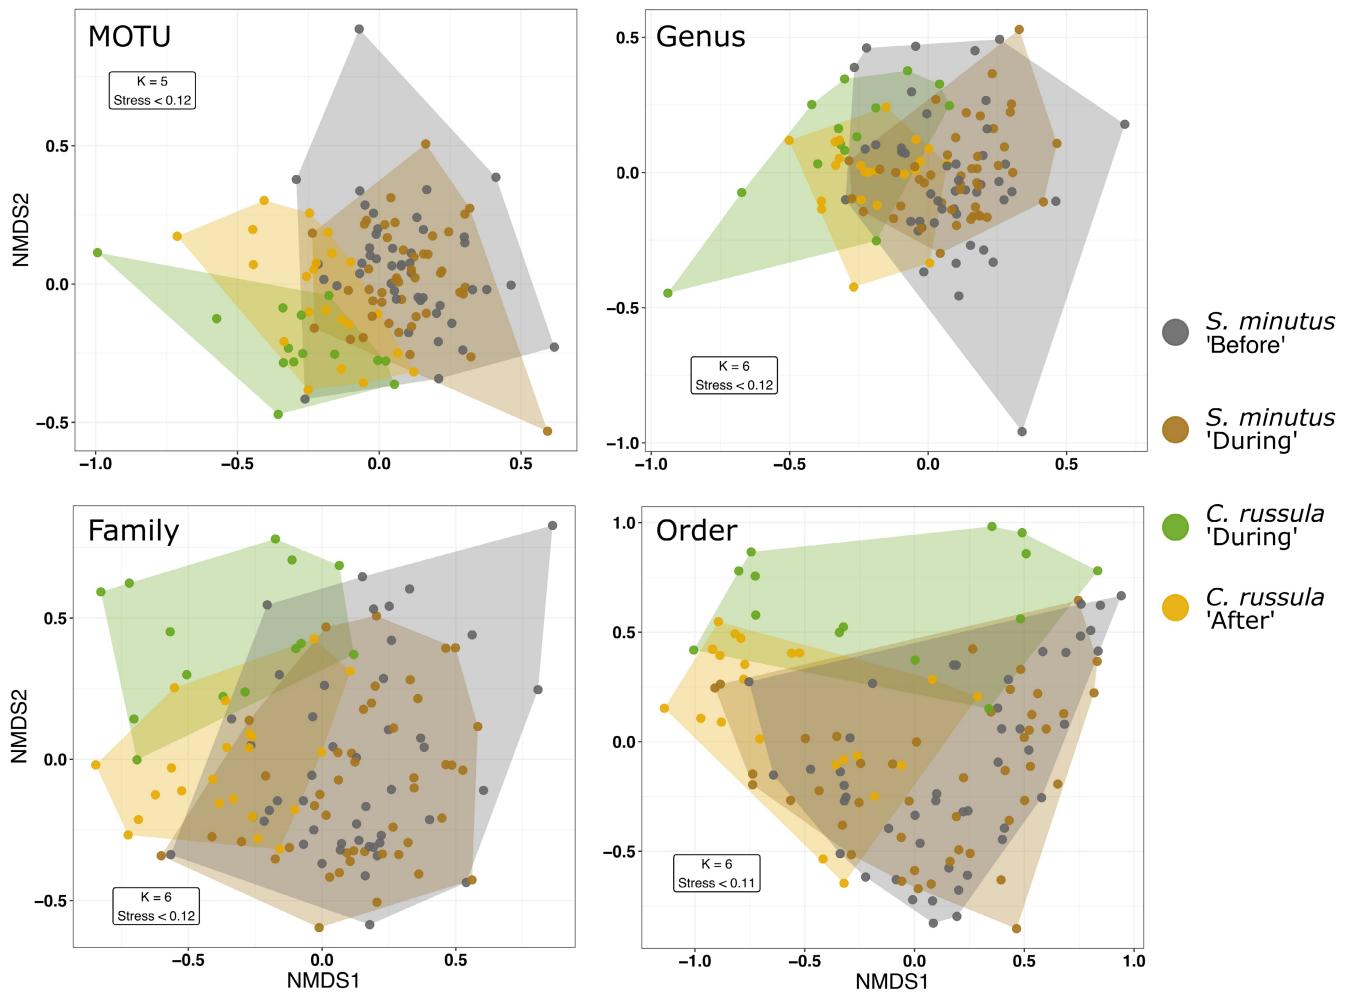 MOTU
K = 5
Stress < 0.12
0.5
0.0
−0.5
−1.0
−0.5
0.0
0.5
NMDS2
Genus
K = 6
Stress < 0.12
0.5
0.0
−0.5
−1.0
−1.0
−0.5
0.0
0.5
S. minutus
'Before'
S. minutus
'During'
C. russula
'During'
C. russula
'After'
Family
K = 6
Stress < 0.12
0.5
0.0
−0.5
−0.5
0.0
0.5
NMDS2
NMDS1
Order
K = 6
Stress < 0.11
1.0
0.5
0.0
−0.5
−1.0
−0.5
0.0
0.5
1.0
NMDS1